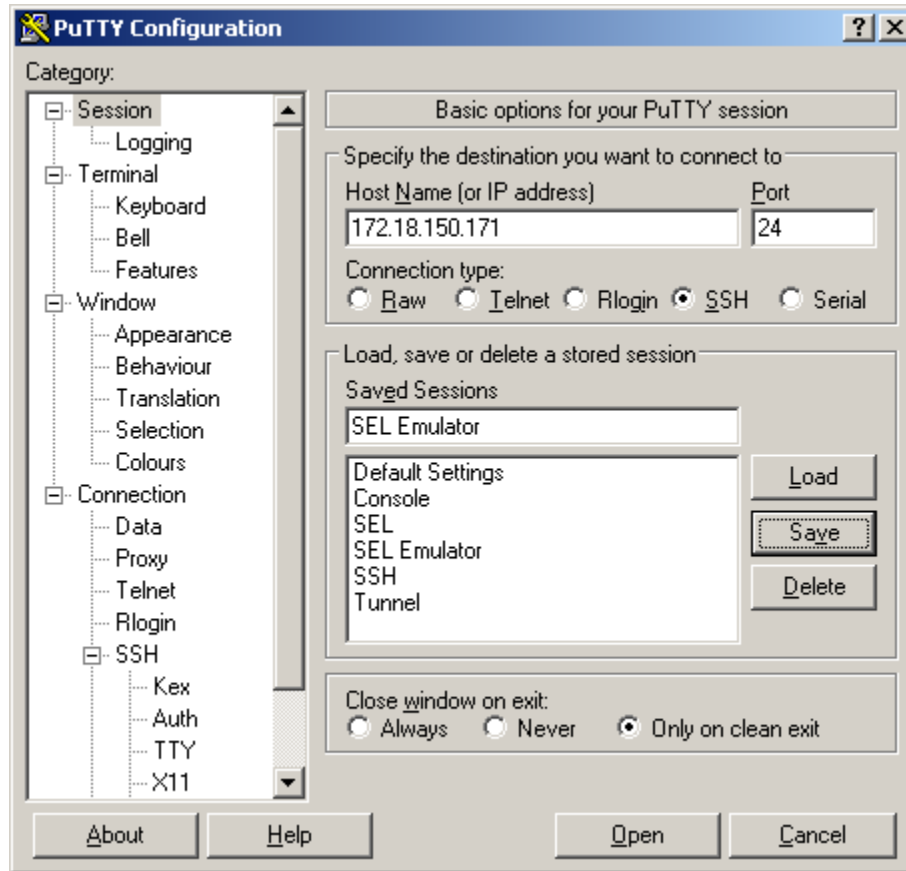 PuTTY Configuration
Category:
Session
Logging
Terminal
Keyboard
Bell
Features
Window
Appearance
Behaviour
Translation
Selection
Colours
Connection
Data
Proxy
Telnet
Rlogin
SSH
Kex
Auth
TTY
X11
Basic options for your PuTTY session
Specify the destination you want to connect to
Host Name (or IP address) Port
172.18.150.171 24
Connection type:
Raw Telnet Rlogin SSH Serial
Load, save or delete a stored session
Saved Sessions
SEL Emulator
Default Settings
Console
SEL
SEL Emulator
SSH
Tunnel
Load
Save
Delete
Close window on exit:
Always Never Only on clean exit
About Help Open Cancel